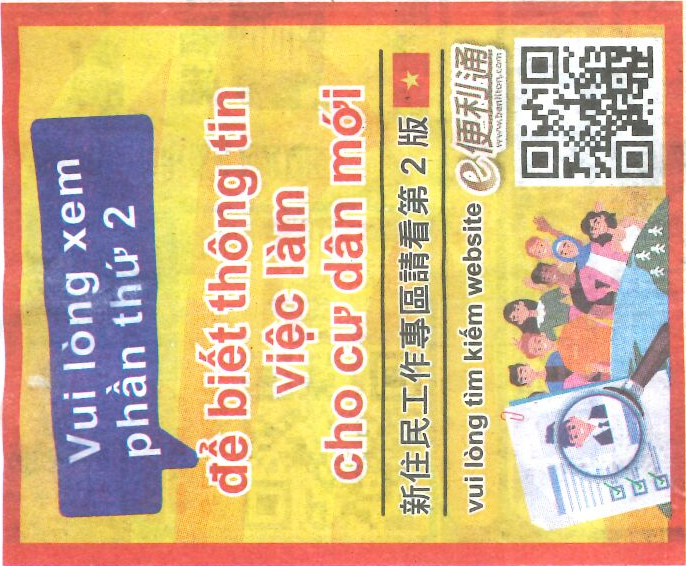 Vui lòng xem
phần thứ 2
để biết thông tin
việc làm
cho cư dân mới
新住民工作專區請看第 2 版
vui lòng tìm kiếm website
e便利通
www.benliton.com